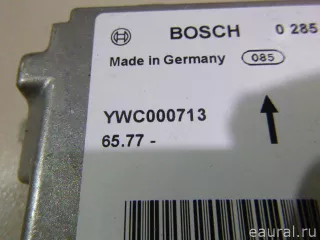 BOSCH 0 285
Made in Germany 085
YWC000713
65.77 -
eaural.ru